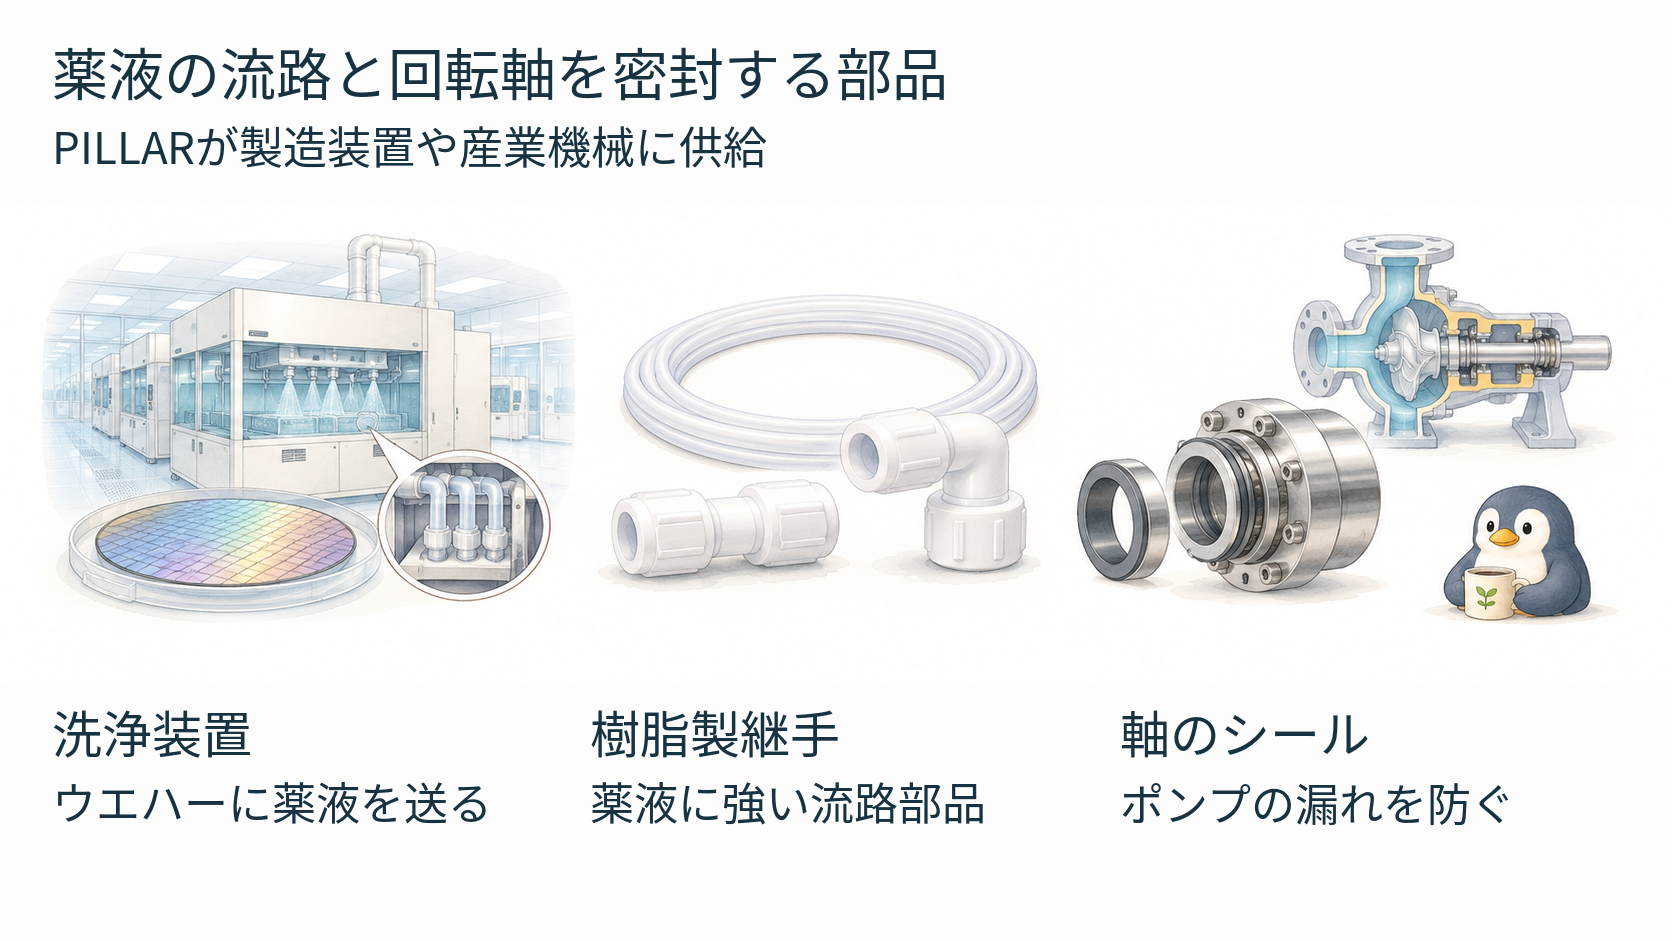 薬液の流路と回転軸を密封する部品
PILLARが製造装置や産業機械に供給
洗浄装置
ウエハーに薬液を送る
樹脂製継手
薬液に強い流路部品
軸のシール
ポンプの漏れを防ぐ